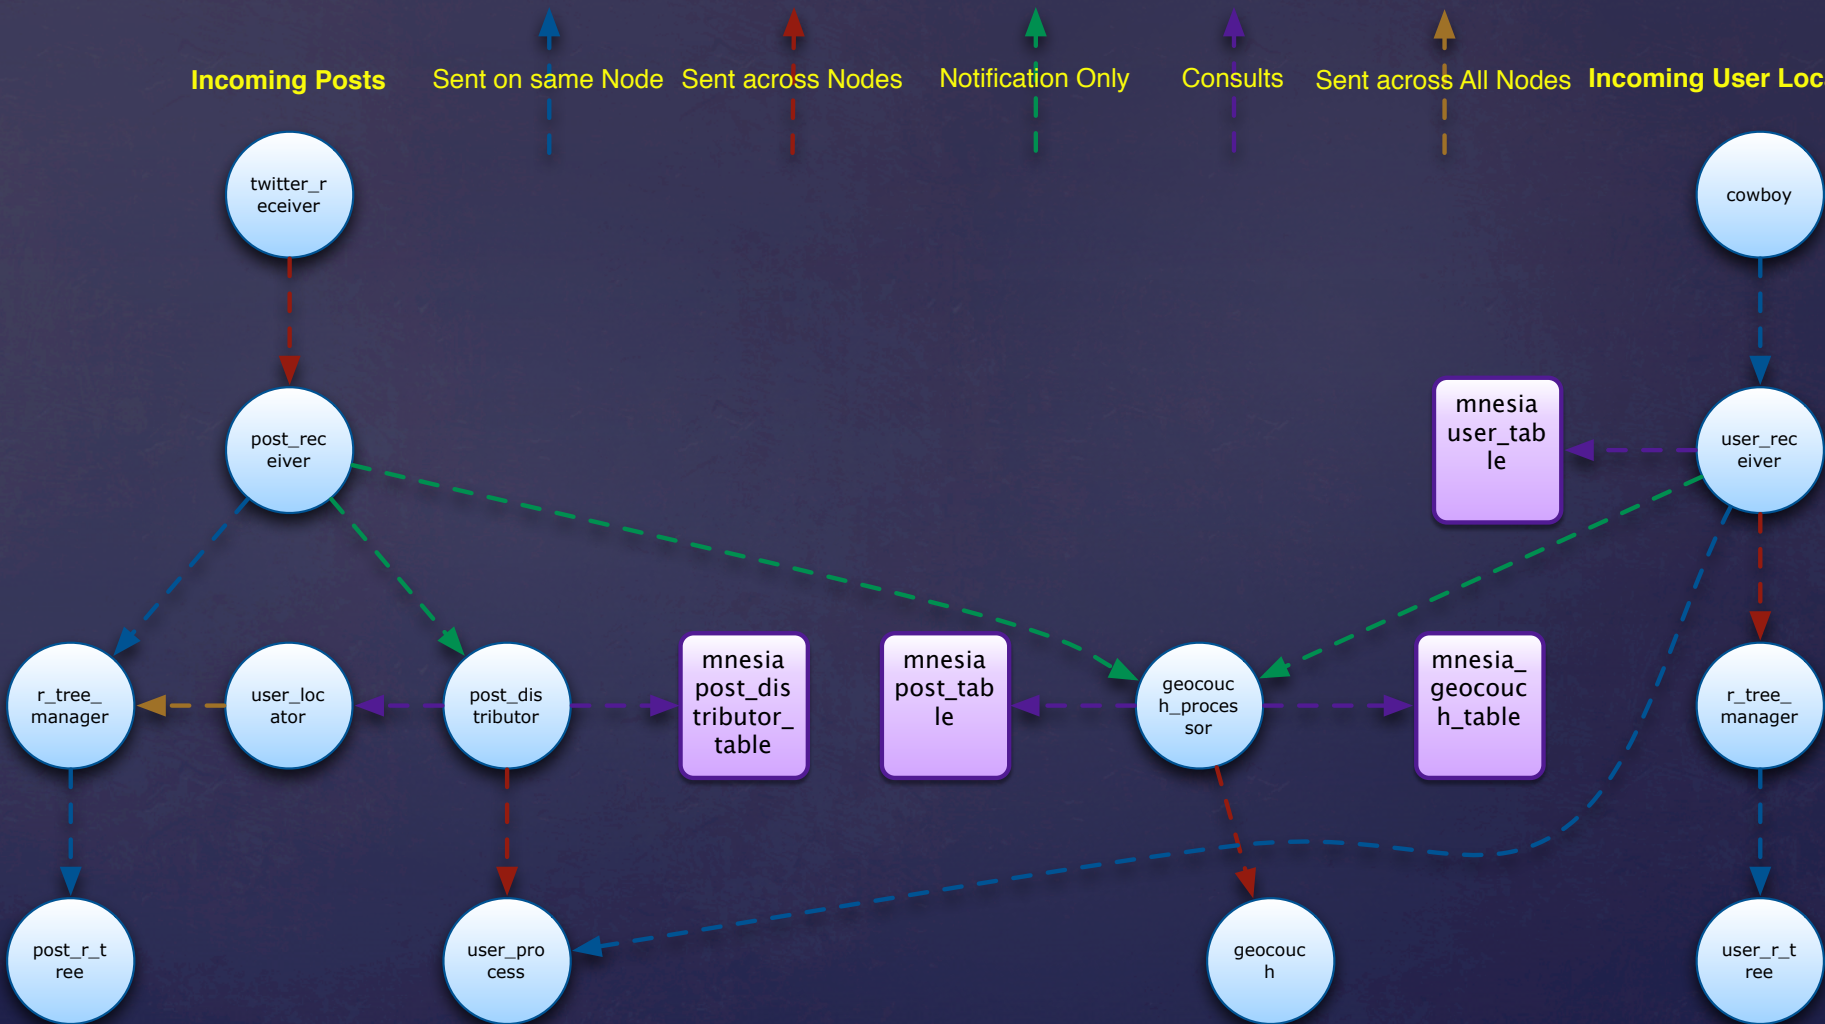 Incoming Posts
Sent on same Node
Sent across Nodes
Notification Only
Consults
Sent across All Nodes
Incoming User Loc
twitter_r
eceiver
cowboy
post_rec
eiver
mnesia
user_tab
le
user_rec
eiver
r_tree_
manager
user_loc
ator
post_dis
tributor
mnesia
post_dis
tributor_
table
mnesia
post_tab
le
geocouc
h_proces
sor
mnesia_
geocouc
h_table
r_tree_
manager
post_r_t
ree
user_pro
cess
geocouc
h
user_r_t
ree